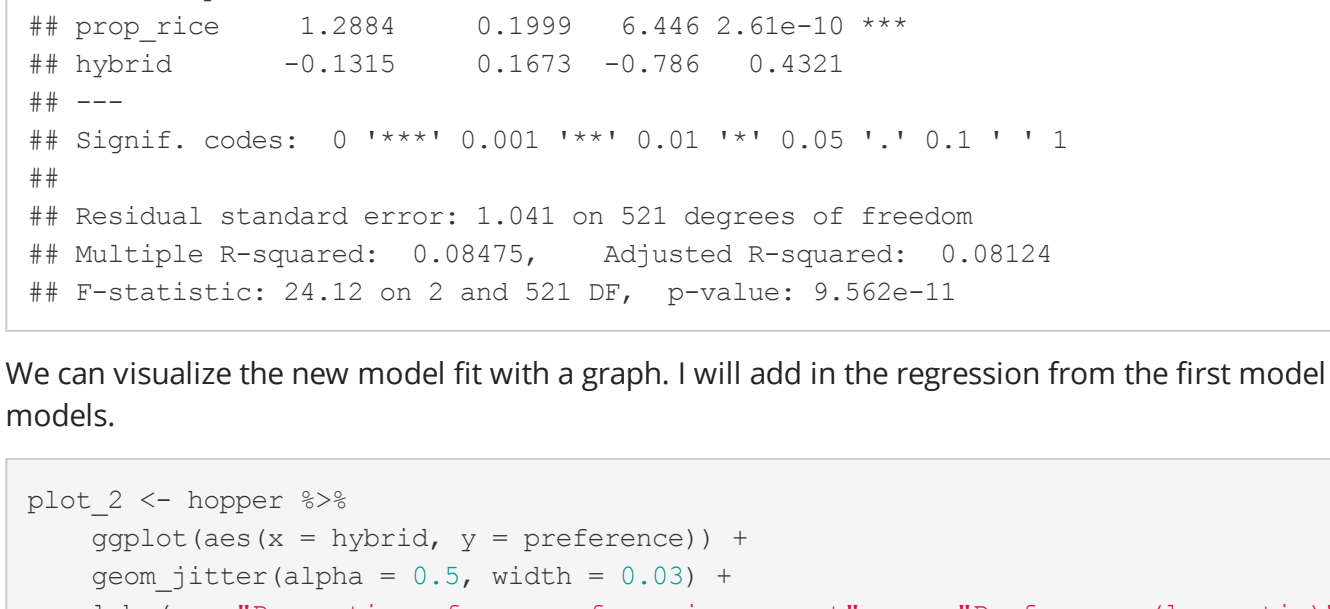 ## prop_rice     1.2884     0.1999   6.446 2.61e-10 ***
## hybrid       -0.1315     0.1673  -0.786   0.4321
## ---
## Signif. codes:  0 '***' 0.001 '**' 0.01 '*' 0.05 '.' 0.1 ' ' 1
##
## Residual standard error: 1.041 on 521 degrees of freedom
## Multiple R-squared:  0.08475,    Adjusted R-squared:  0.08124
## F-statistic: 24.12 on 2 and 521 DF,  p-value: 9.562e-11
We can visualize the new model fit with a graph. I will add in the regression from the first model
models.
plot_2 <- hopper %>%
    ggplot(aes(x = hybrid, y = preference)) +
    geom_jitter(alpha = 0.5, width = 0.03) +